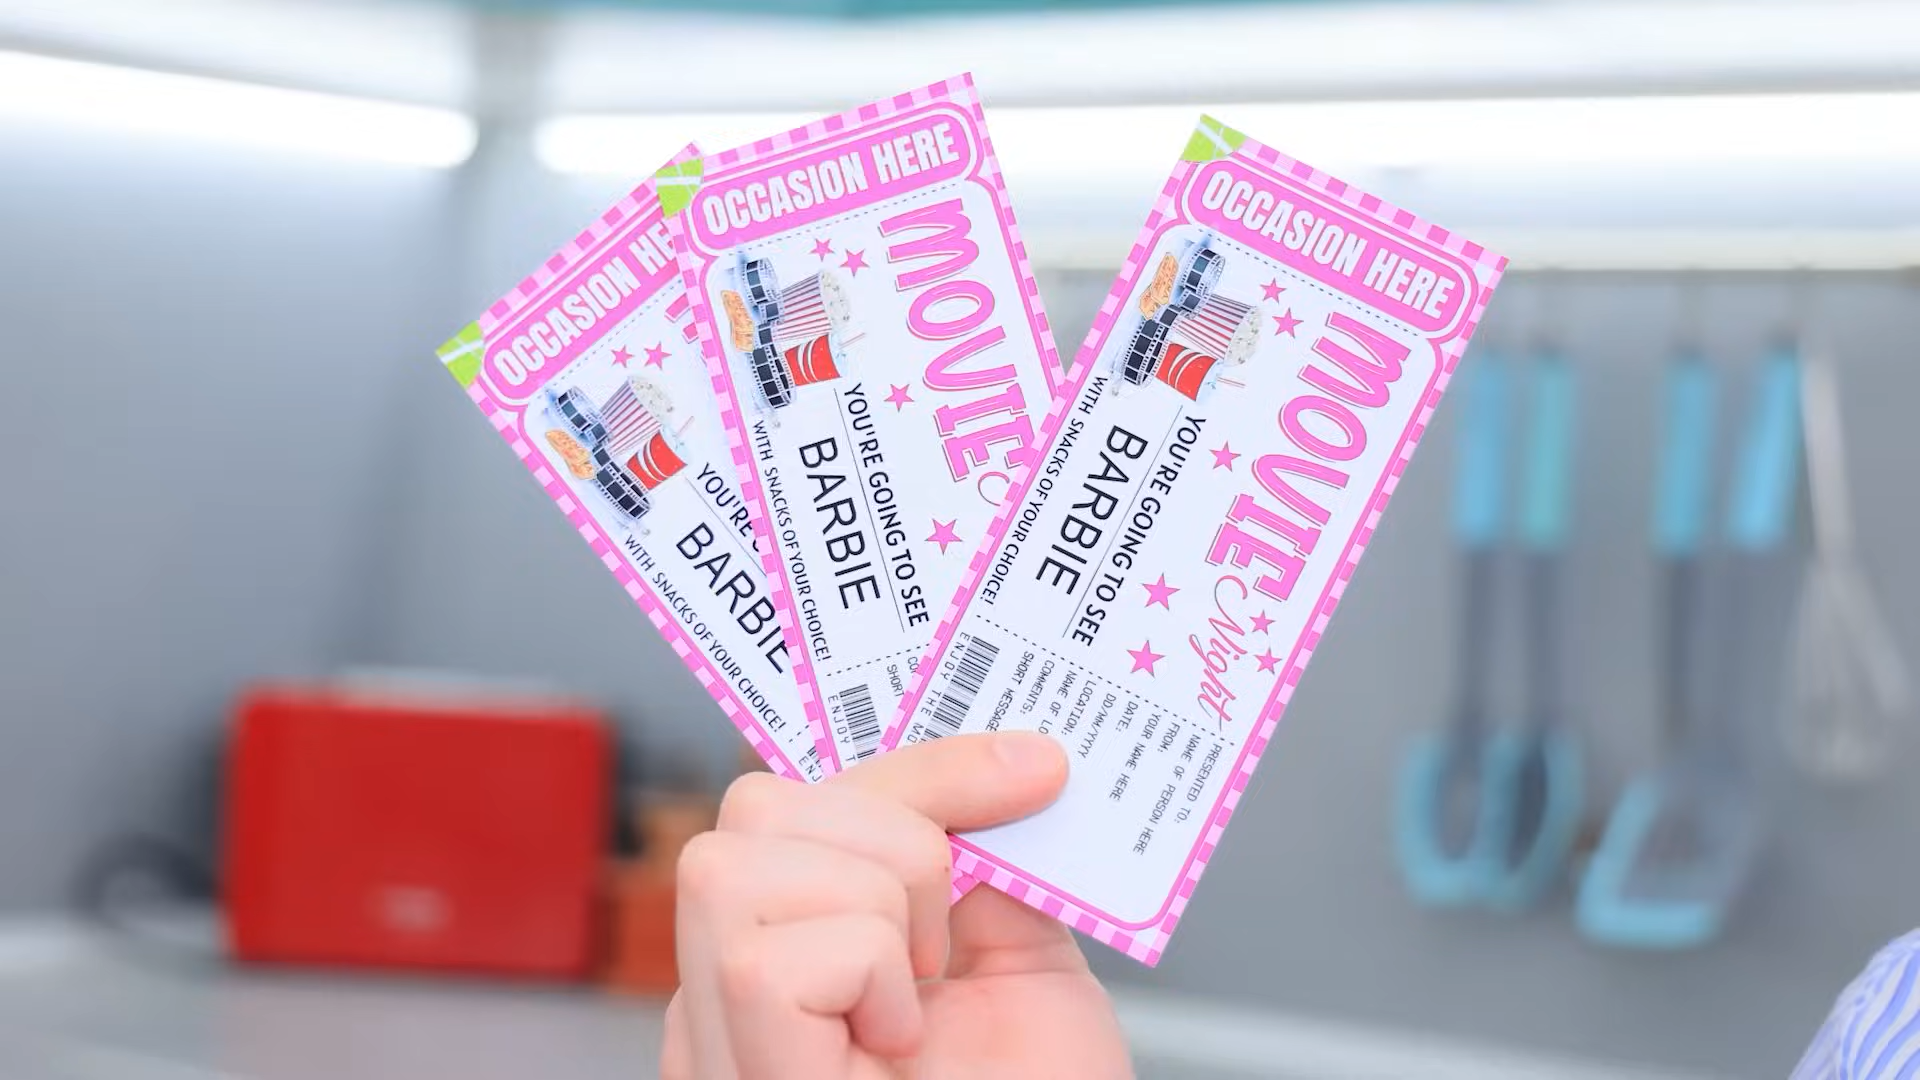 OCCASION HERE
YOU'RE
BARBIE
WITH SNACKS OF YOUR CHOICE!
OCCASION HERE
MOVIE
YOU'RE GOING TO SEE
BARBIE
WITH SNACKS OF YOUR CHOICE!
SHORT
ENJOY
OCCASION HERE
MOVIE
Night
YOU'RE GOING TO SEE
BARBIE
WITH SNACKS OF YOUR CHOICE!
PRESENTED TO:
NAME OF PERSON HERE
FROM:
YOUR NAME HERE
DATE:
DD/MM/YYYY
LOCATION:
NAME OF LO
COMMENTS:
SHORT MESSAGE
ENJOY THE MO